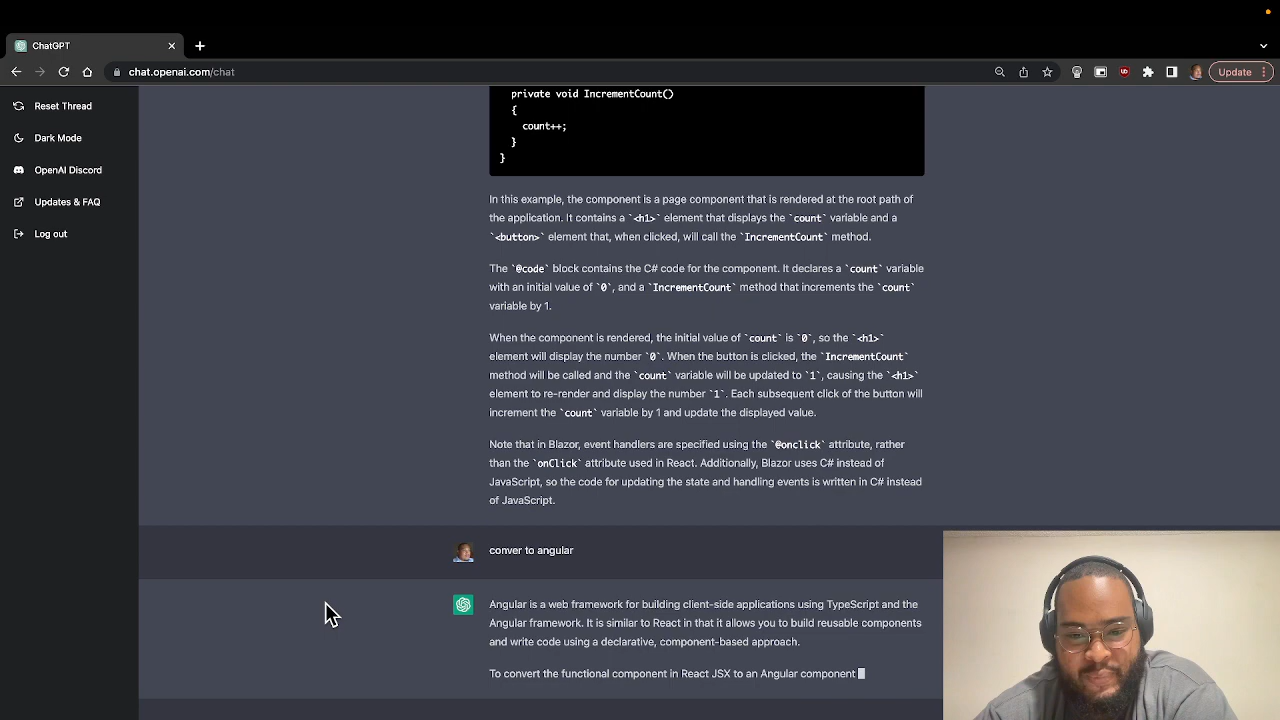 ChatGPT
chat.openai.com/chat
Update
Reset Thread
Dark Mode
OpenAI Discord
Updates & FAQ
Log out
private void IncrementCount()
{
count++;
}
}
In this example, the component is a page component that is rendered at the root path of
the application. It contains a `<h1>` element that displays the `count` variable and a
`<button>` element that, when clicked, will call the `IncrementCount` method.
The `@code` block contains the C# code for the component. It declares a `count` variable
with an initial value of `0`, and a `IncrementCount` method that increments the `count`
variable by 1.
When the component is rendered, the initial value of `count` is `0`, so the `<h1>`
element will display the number `0`. When the button is clicked, the `IncrementCount`
method will be called and the `count` variable will be updated to `1`, causing the `<h1>`
element to re-render and display the number `1`. Each subsequent click of the button will
increment the `count` variable by 1 and update the displayed value.
Note that in Blazor, event handlers are specified using the `@onclick` attribute, rather
than the `onClick` attribute used in React. Additionally, Blazor uses C# instead of
JavaScript, so the code for updating the state and handling events is written in C# instead
of JavaScript.
conver to angular
Angular is a web framework for building client-side applications using TypeScript and the
Angular framework. It is similar to React in that it allows you to build reusable components
and write code using a declarative, component-based approach.
To convert the functional component in React JSX to an Angular component